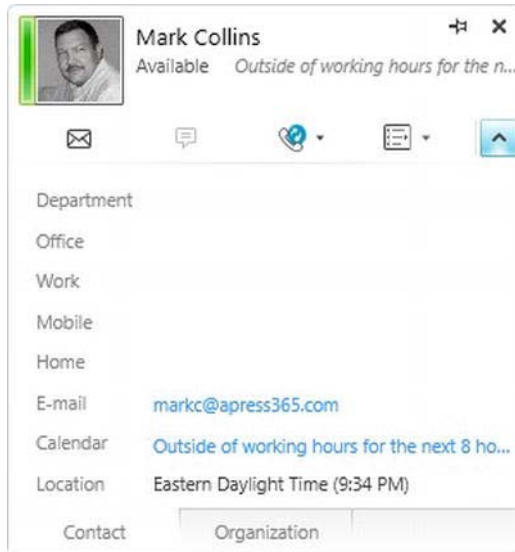 Mark Collins
Available Outside of working hours for the n...
Department
Office
Work
Mobile
Home
E-mail markc@apress365.com
Calendar Outside of working hours for the next 8 ho...
Location Eastern Daylight Time (9:34 PM)
Contact Organization